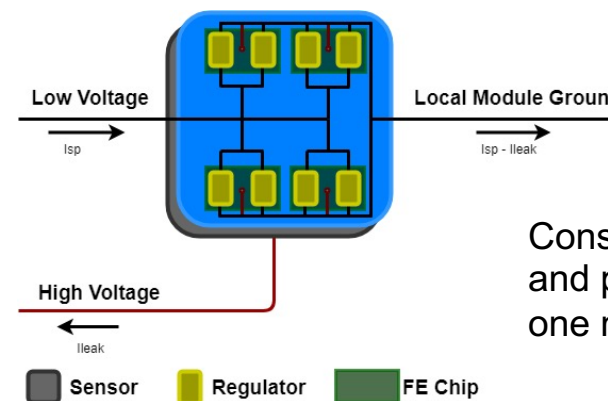 Low Voltage
Local Module Groun
Isp
Isp - Ileak
Cons
and p
one r
High Voltage
Ileak
Sensor
Regulator
FE Chip